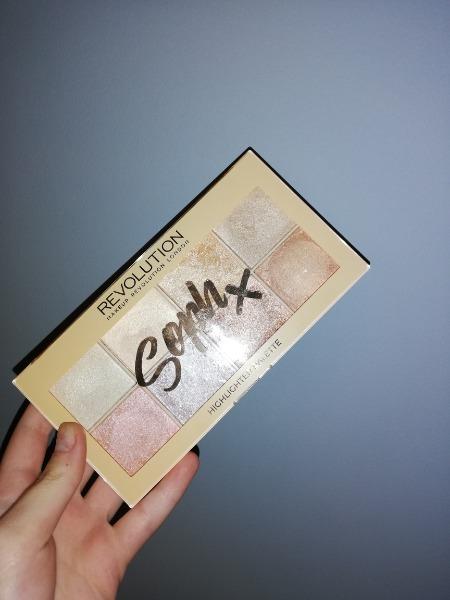 REVOLUTION
MAKEUP REVOLUTION LONDON
Soph x
HIGHLIGHTER PALETTE